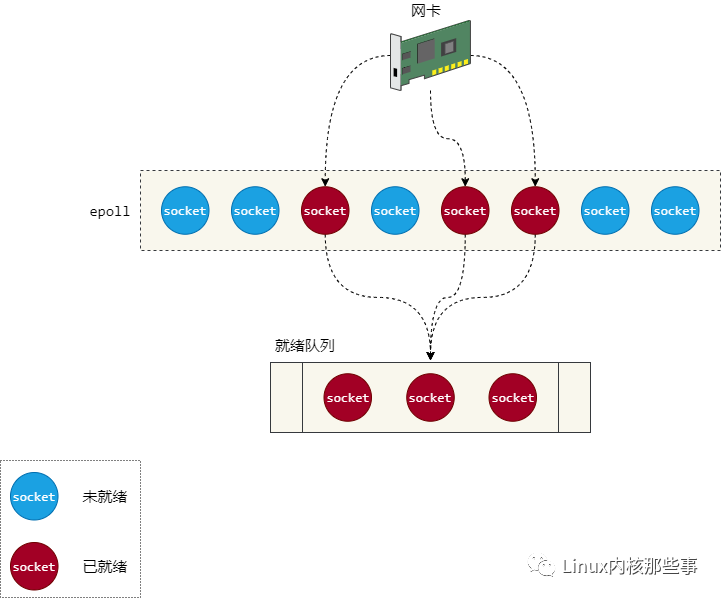 网卡
epoll
socket socket socket socket socket socket socket socket
就绪队列
socket socket socket
socket 未就绪
socket 已就绪
Linux内核那些事